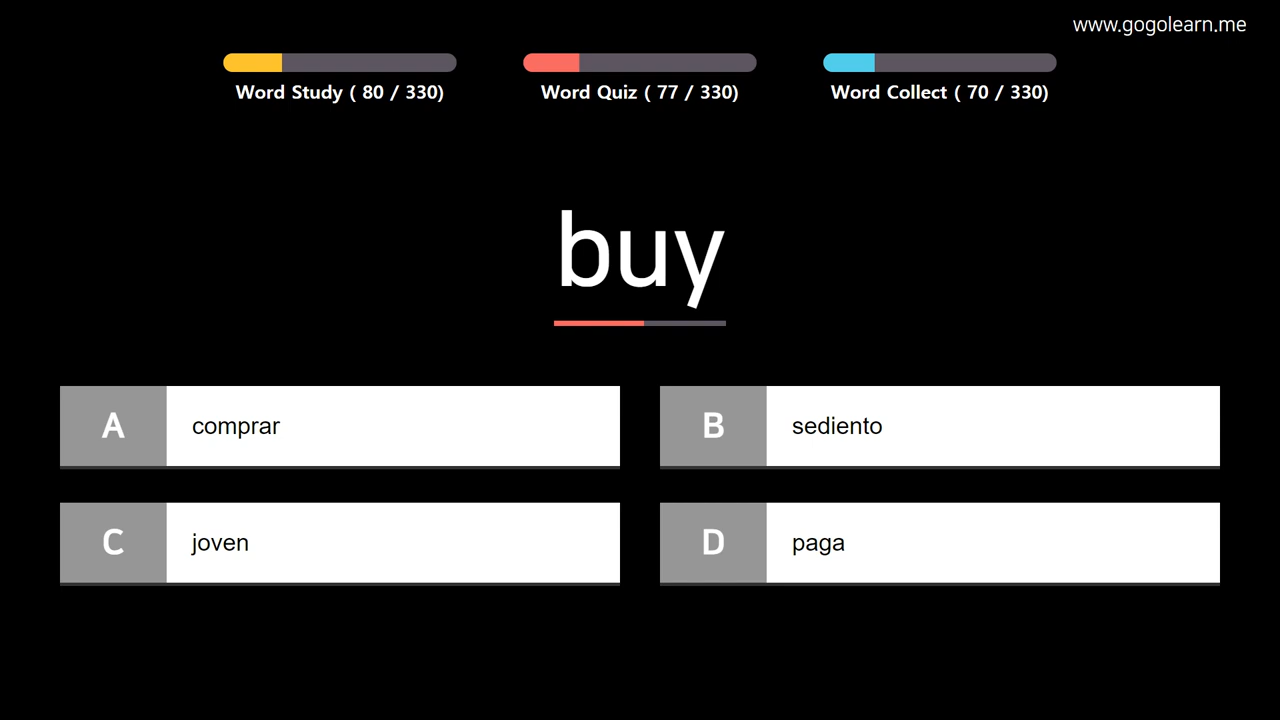 www.gogolearn.me
Word Study ( 80 / 330)
Word Quiz ( 77 / 330)
Word Collect ( 70 / 330)
buy
A comprar
B sediento
C joven
D paga